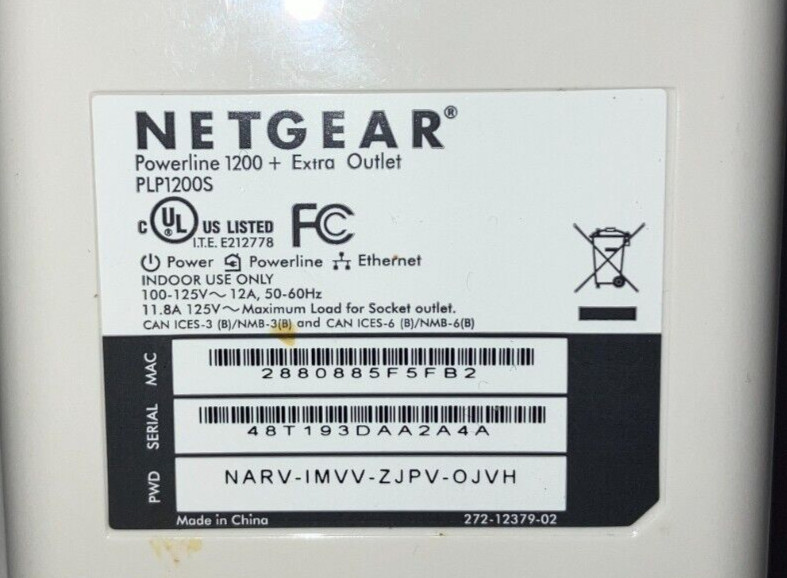 NETGEAR®
Powerline 1200 + Extra Outlet
PLP1200S
C UL® US LISTED FC
I.T.E. E212778
Power Powerline Ethernet
INDOOR USE ONLY
100-125V～ 12A, 50-60Hz
11.8A 125V～ Maximum Load for Socket outlet.
CAN ICES-3 (B)/NMB-3(B) and CAN ICES-6 (B)/NMB-6(B)
MAC
2880885F5FB2
SERIAL
48T193DAA2A4A
PWD
NARV-IMVV-ZJPV-OJVH
Made in China 272-12379-02